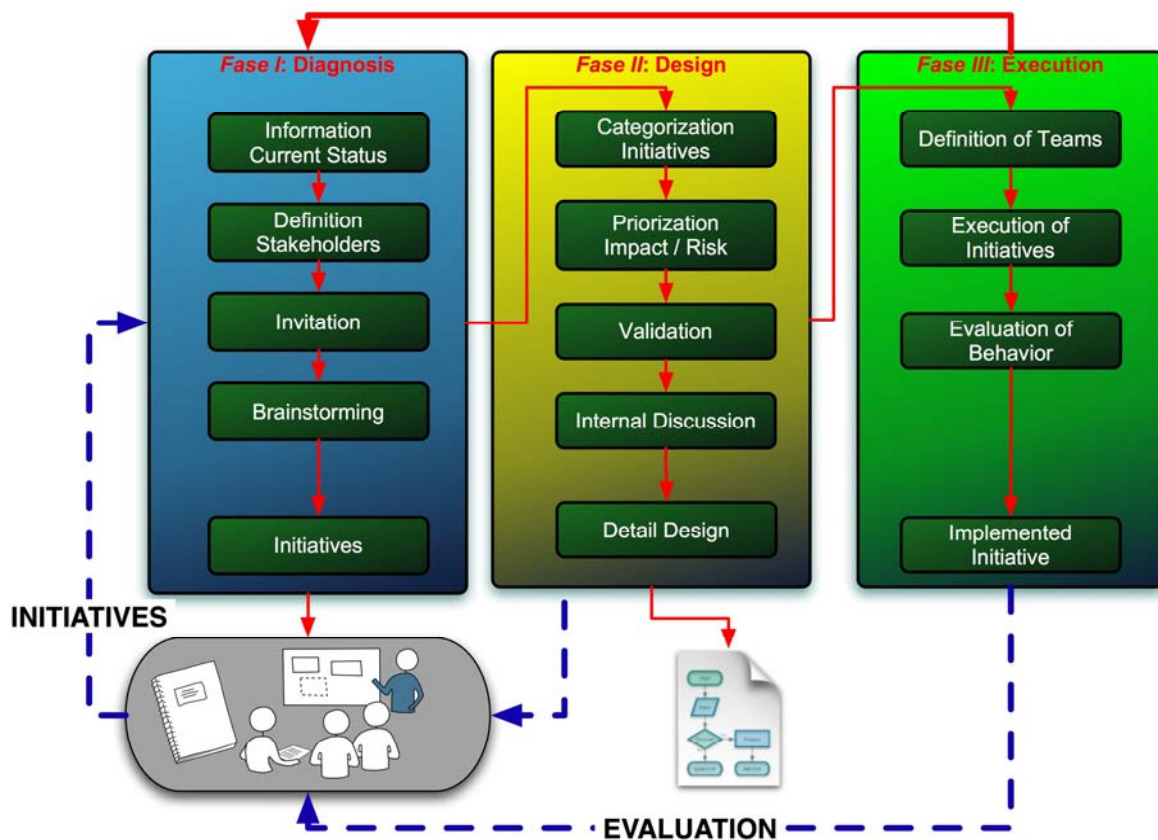 Fase I: Diagnosis
Information
Current Status
Definition
Stakeholders
Invitation
Brainstorming
Initiatives
Fase II: Design
Categorization
Initiatives
Priorization
Impact / Risk
Validation
Internal Discussion
Detail Design
Fase III: Execution
Definition of Teams
Execution of
Initiatives
Evaluation of
Behavior
Implemented
Initiative
INITIATIVES
EVALUATION